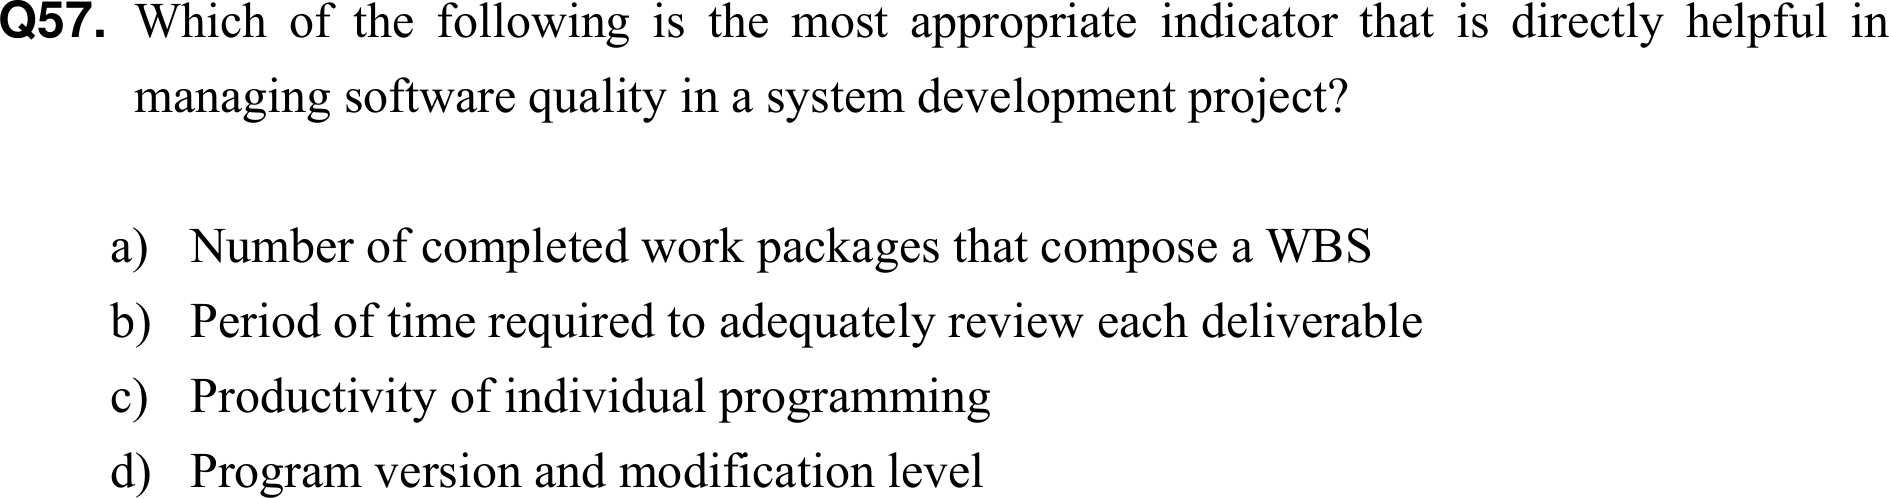 Q57. Which of the following is the most appropriate indicator that is directly helpful in
managing software quality in a system development project?
a) Number of completed work packages that compose a WBS
b) Period of time required to adequately review each deliverable
c) Productivity of individual programming
d) Program version and modification level